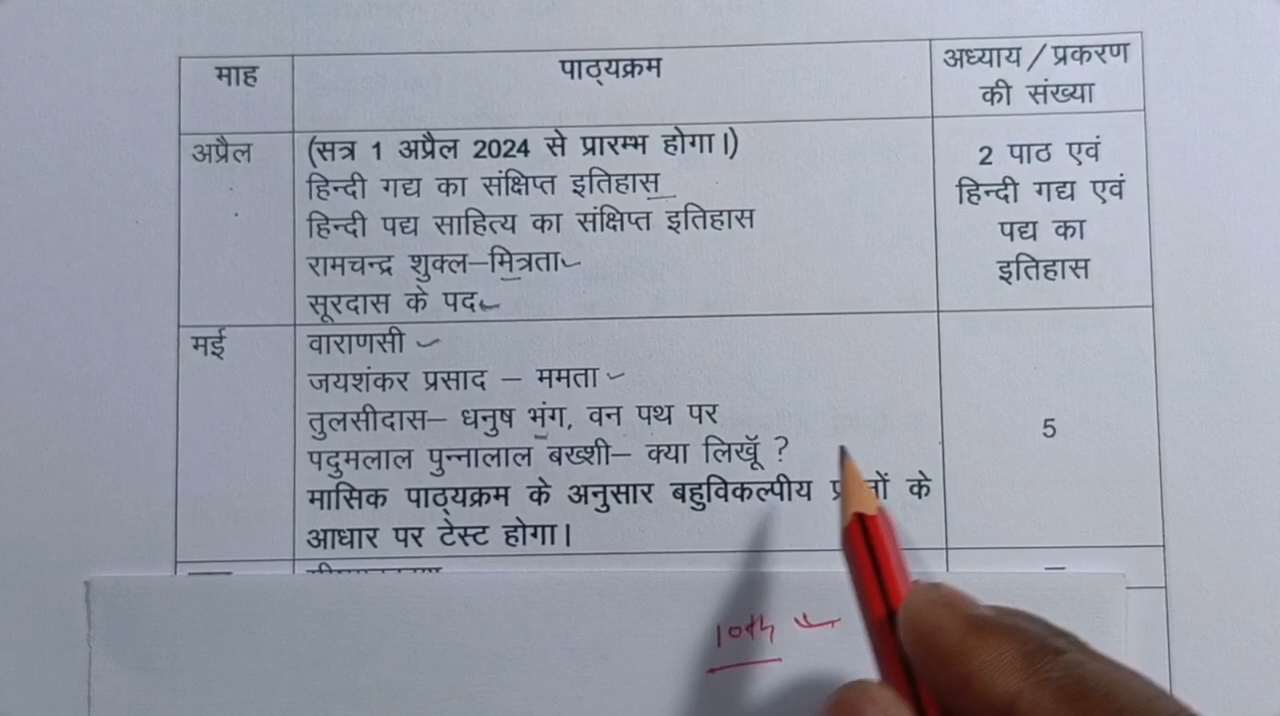 माह
पाठ्यक्रम
अध्याय / प्रकरण
की संख्या
अप्रैल
(सत्र 1 अप्रैल 2024 से प्रारम्भ होगा।)
हिन्दी गद्य का संक्षिप्त इतिहास
हिन्दी पद्य साहित्य का संक्षिप्त इतिहास
रामचन्द्र शुक्ल–मित्रता
सूरदास के पद
2 पाठ एवं
हिन्दी गद्य एवं
पद्य का
इतिहास
मई
वाराणसी
जयशंकर प्रसाद – ममता
तुलसीदास– धनुष भंग, वन पथ पर
पदुमलाल पुन्नालाल बख्शी– क्या लिखूॅं ?
मासिक पाठ्यक्रम के अनुसार बहुविकल्पीय के
आधार पर टेस्ट होगा।
5
10th